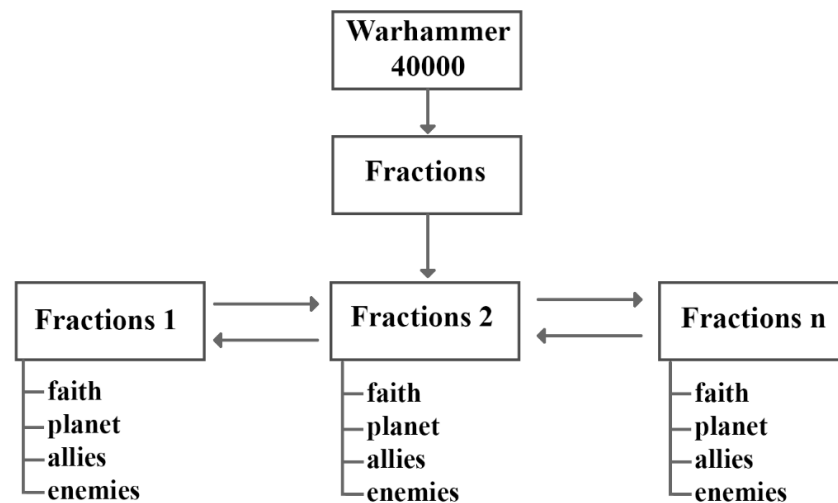 Warhammer
40000
Fractions
Fractions 1
faith
planet
allies
enemies
Fractions 2
faith
planet
allies
enemies
Fractions n
faith
planet
allies
enemies